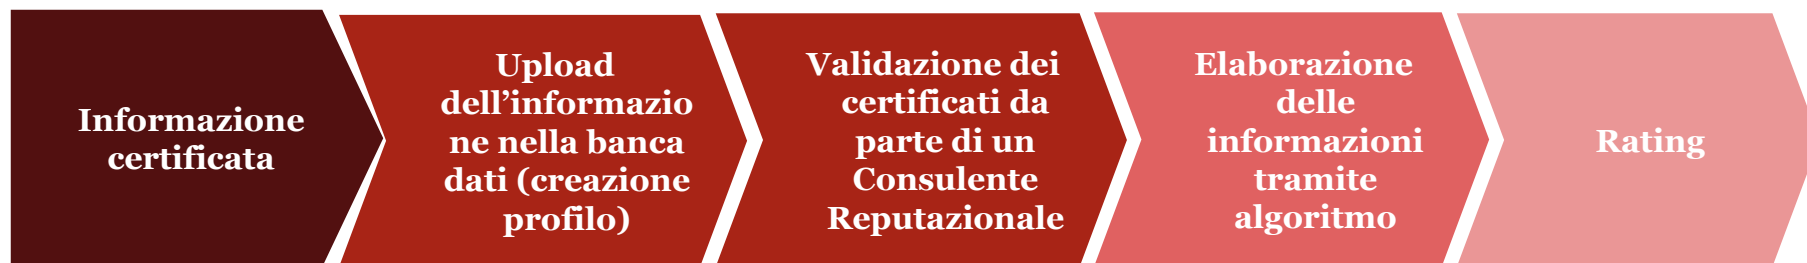 Informazione
certificata
Upload
dell’informazio
ne nella banca
dati (creazione
profilo)
Validazione dei
certificati da
parte di un
Consulente
Reputazionale
Elaborazione
delle
informazioni
tramite
algoritmo
Rating